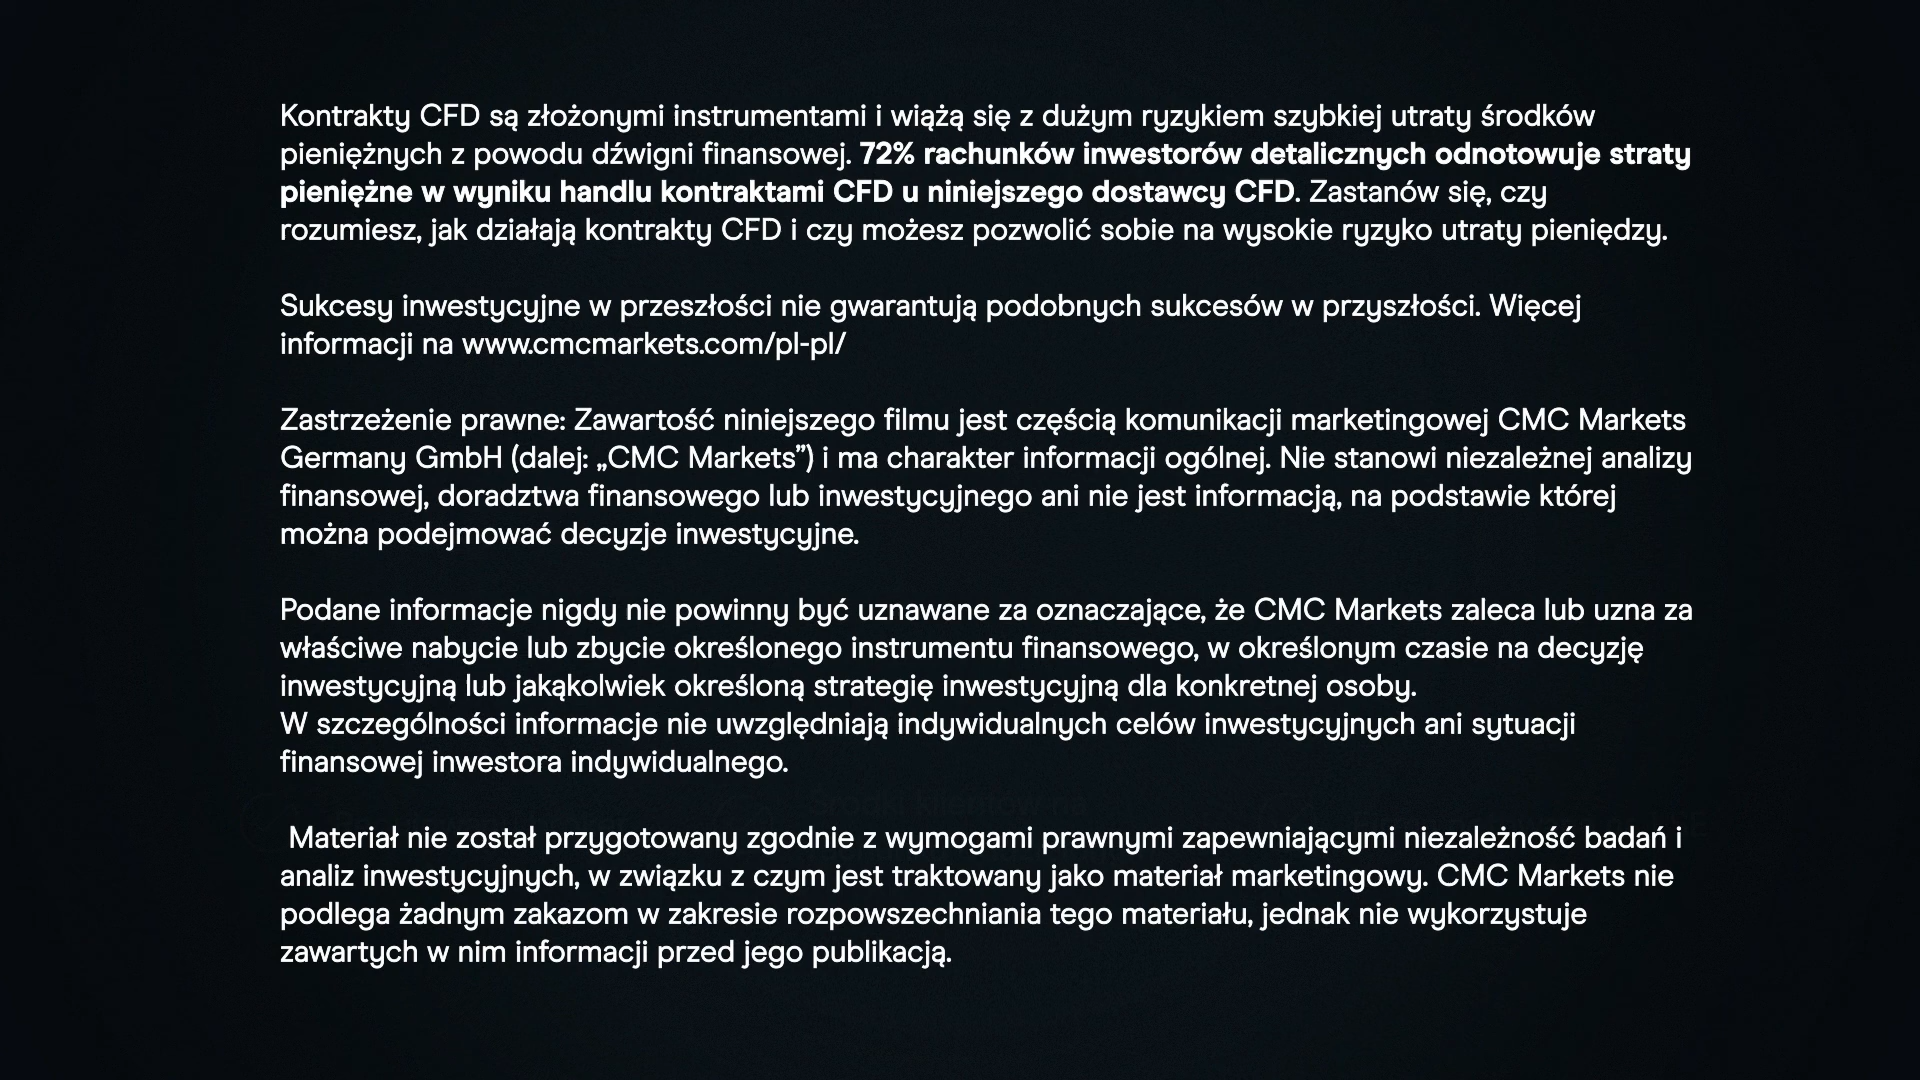 Kontrakty CFD są złożonymi instrumentami i wiążą się z dużym ryzykiem szybkiej utraty środków
pieniężnych z powodu dźwigni finansowej. 72% rachunków inwestorów detalicznych odnotowuje straty
pieniężne w wyniku handlu kontraktami CFD u niniejszego dostawcy CFD. Zastanów się, czy
rozumiesz, jak działają kontrakty CFD i czy możesz pozwolić sobie na wysokie ryzyko utraty pieniędzy.
Sukcesy inwestycyjne w przeszłości nie gwarantują podobnych sukcesów w przyszłości. Więcej
informacji na www.cmcmarkets.com/pl-pl/
Zastrzeżenie prawne: Zawartość niniejszego filmu jest częścią komunikacji marketingowej CMC Markets
Germany GmbH (dalej: „CMC Markets”) i ma charakter informacji ogólnej. Nie stanowi niezależnej analizy
finansowej, doradztwa finansowego lub inwestycyjnego ani nie jest informacją, na podstawie której
można podejmować decyzje inwestycyjne.
Podane informacje nigdy nie powinny być uznawane za oznaczające, że CMC Markets zaleca lub uzna za
właściwe nabycie lub zbycie określonego instrumentu finansowego, w określonym czasie na decyzję
inwestycyjną lub jakąkolwiek określoną strategię inwestycyjną dla konkretnej osoby.
W szczególności informacje nie uwzględniają indywidualnych celów inwestycyjnych ani sytuacji
finansowej inwestora indywidualnego.
Materiał nie został przygotowany zgodnie z wymogami prawnymi zapewniającymi niezależność badań i
analiz inwestycyjnych, w związku z czym jest traktowany jako materiał marketingowy. CMC Markets nie
podlega żadnym zakazom w zakresie rozpowszechniania tego materiału, jednak nie wykorzystuje
zawartych w nim informacji przed jego publikacją.